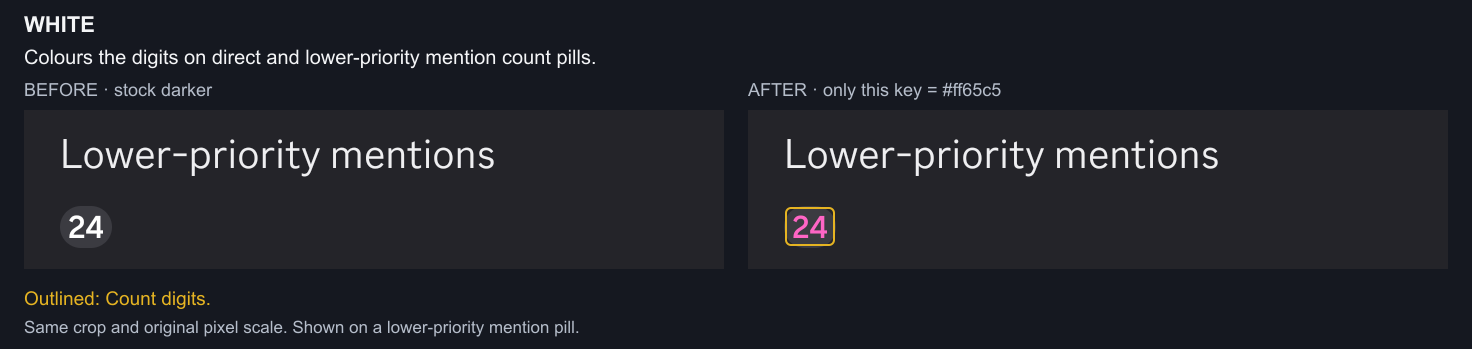 WHITE
Colours the digits on direct and lower-priority mention count pills.
BEFORE · stock darker
AFTER · only this key = #ff65c5
Lower-priority mentions
Lower-priority mentions
24
24
Outlined: Count digits.
Same crop and original pixel scale. Shown on a lower-priority mention pill.